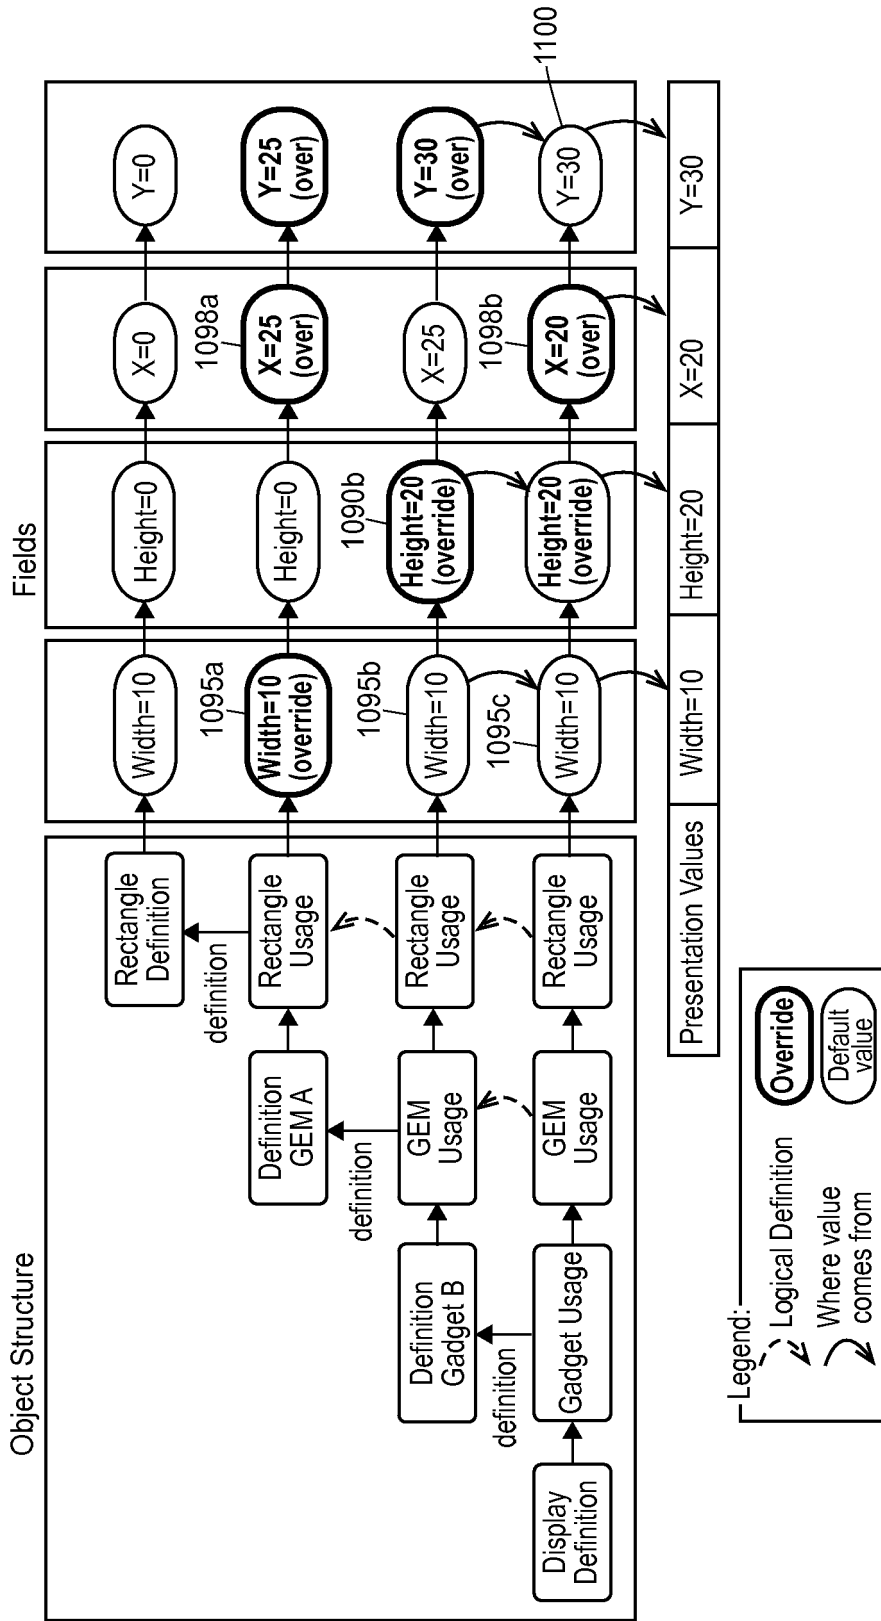 Object Structure
Fields
Rectangle
Definition
Width=10
Height=0
X=0
Y=0
definition
Definition
GEM A
Rectangle
Usage
1095a
Width=10
(override)
Height=0
1098a
X=25
(over)
Y=25
(over)
definition
Definition
Gadget B
GEM
Usage
Rectangle
Usage
1095b
Width=10
1090b
Height=20
(override)
X=25
Y=30
(over)
definition
Display
Definition
Gadget Usage
GEM
Usage
Rectangle
Usage
1095c
Width=10
Height=20
(override)
1098b
X=20
(over)
Y=30
1100
Presentation Values
Width=10
Height=20
X=20
Y=30
Legend:
Logical Definition
Override
Where value
comes from
Default
value